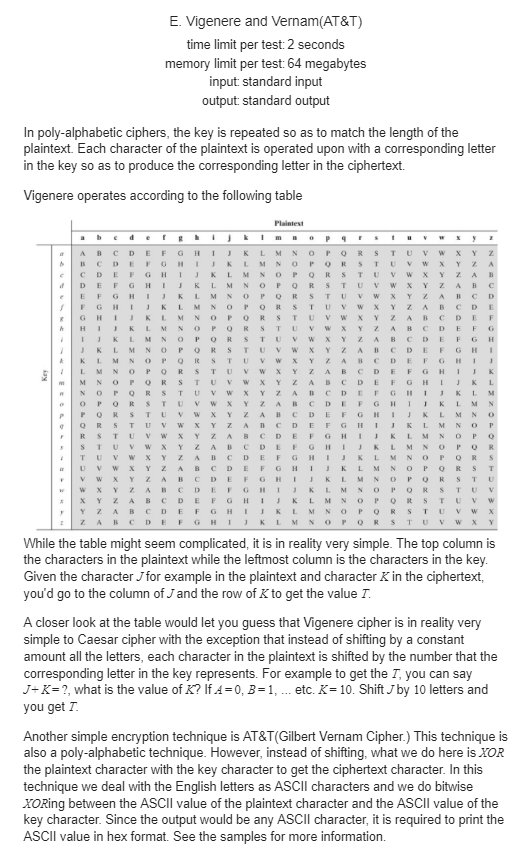 E. Vigenere and Vernam(AT&T)
time limit per test: 2 seconds
memory limit per test: 64 megabytes
input: standard input
output: standard output
In poly-alphabetic ciphers, the key is repeated so as to match the length of the
plaintext. Each character of the plaintext is operated upon with a corresponding letter
in the key so as to produce the corresponding letter in the ciphertext.
Vigenere operates according to the following table
Plaintext
a b c d e f g h i j k l m n o p q r s t u v w x y z
Key
a A B C D E F G H I J K L M N O P Q R S T U V W X Y Z
b B C D E F G H I J K L M N O P Q R S T U V W X Y Z A
c C D E F G H I J K L M N O P Q R S T U V W X Y Z A B
d D E F G H I J K L M N O P Q R S T U V W X Y Z A B C
e E F G H I J K L M N O P Q R S T U V W X Y Z A B C D
f F G H I J K L M N O P Q R S T U V W X Y Z A B C D E
g G H I J K L M N O P Q R S T U V W X Y Z A B C D E F
h H I J K L M N O P Q R S T U V W X Y Z A B C D E F G
i I J K L M N O P Q R S T U V W X Y Z A B C D E F G H
j J K L M N O P Q R S T U V W X Y Z A B C D E F G H I
k K L M N O P Q R S T U V W X Y Z A B C D E F G H I J
l L M N O P Q R S T U V W X Y Z A B C D E F G H I J K
m M N O P Q R S T U V W X Y Z A B C D E F G H I J K L
n N O P Q R S T U V W X Y Z A B C D E F G H I J K L M
o O P Q R S T U V W X Y Z A B C D E F G H I J K L M N
p P Q R S T U V W X Y Z A B C D E F G H I J K L M N O
q Q R S T U V W X Y Z A B C D E F G H I J K L M N O P
r R S T U V W X Y Z A B C D E F G H I J K L M N O P Q
s S T U V W X Y Z A B C D E F G H I J K L M N O P Q R
t T U V W X Y Z A B C D E F G H I J K L M N O P Q R S
u U V W X Y Z A B C D E F G H I J K L M N O P Q R S T
v V W X Y Z A B C D E F G H I J K L M N O P Q R S T U
w W X Y Z A B C D E F G H I J K L M N O P Q R S T U V
x X Y Z A B C D E F G H I J K L M N O P Q R S T U V W
y Y Z A B C D E F G H I J K L M N O P Q R S T U V W X
z Z A B C D E F G H I J K L M N O P Q R S T U V W X Y
While the table might seem complicated, it is in reality very simple. The top column is
the characters in the plaintext while the leftmost column is the characters in the key.
Given the character J for example in the plaintext and character K in the ciphertext,
you'd go to the column of J and the row of K to get the value T.
A closer look at the table would let you guess that Vigenere cipher is in reality very
simple to Caesar cipher with the exception that instead of shifting by a constant
amount all the letters, each character in the plaintext is shifted by the number that the
corresponding letter in the key represents. For example to get the T, you can say
J+K=?, what is the value of K? If A=0, B=1, ... etc. K=10. Shift J by 10 letters and
you get T.
Another simple encryption technique is AT&T(Gilbert Vernam Cipher.) This technique is
also a poly-alphabetic technique. However, instead of shifting, what we do here is XOR
the plaintext character with the key character to get the ciphertext character. In this
technique we deal with the English letters as ASCII characters and we do bitwise
XORing between the ASCII value of the plaintext character and the ASCII value of the
key character. Since the output would be any ASCII character, it is required to print the
ASCII value in hex format. See the samples for more information.